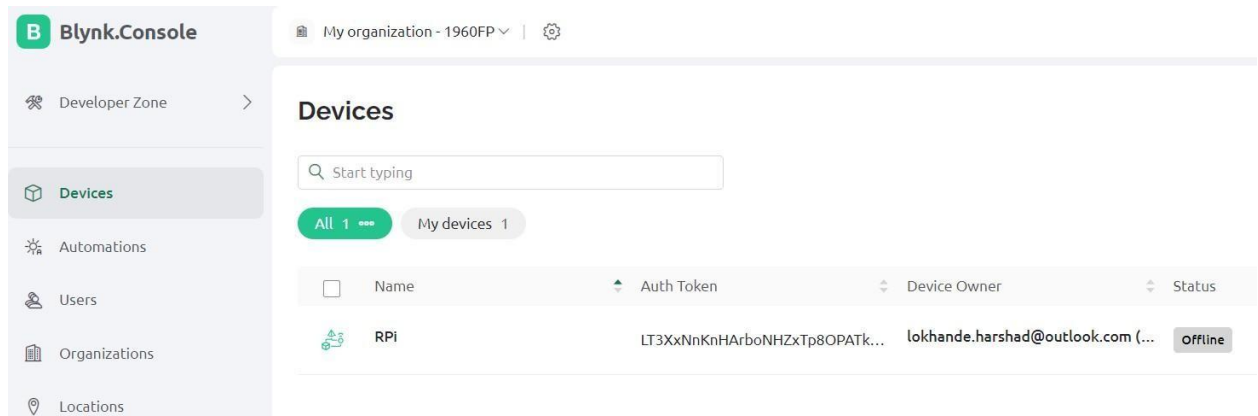 B Blynk.Console
My organization - 1960FP
Developer Zone
Devices
Start typing
All 1
My devices 1
Devices
Automations
Users
Organizations
Locations
Name Auth Token Device Owner Status
RPi LT3XxNnKnHArboNHZxTp8OPATk... lokhande.harshad@outlook.com (... Offline